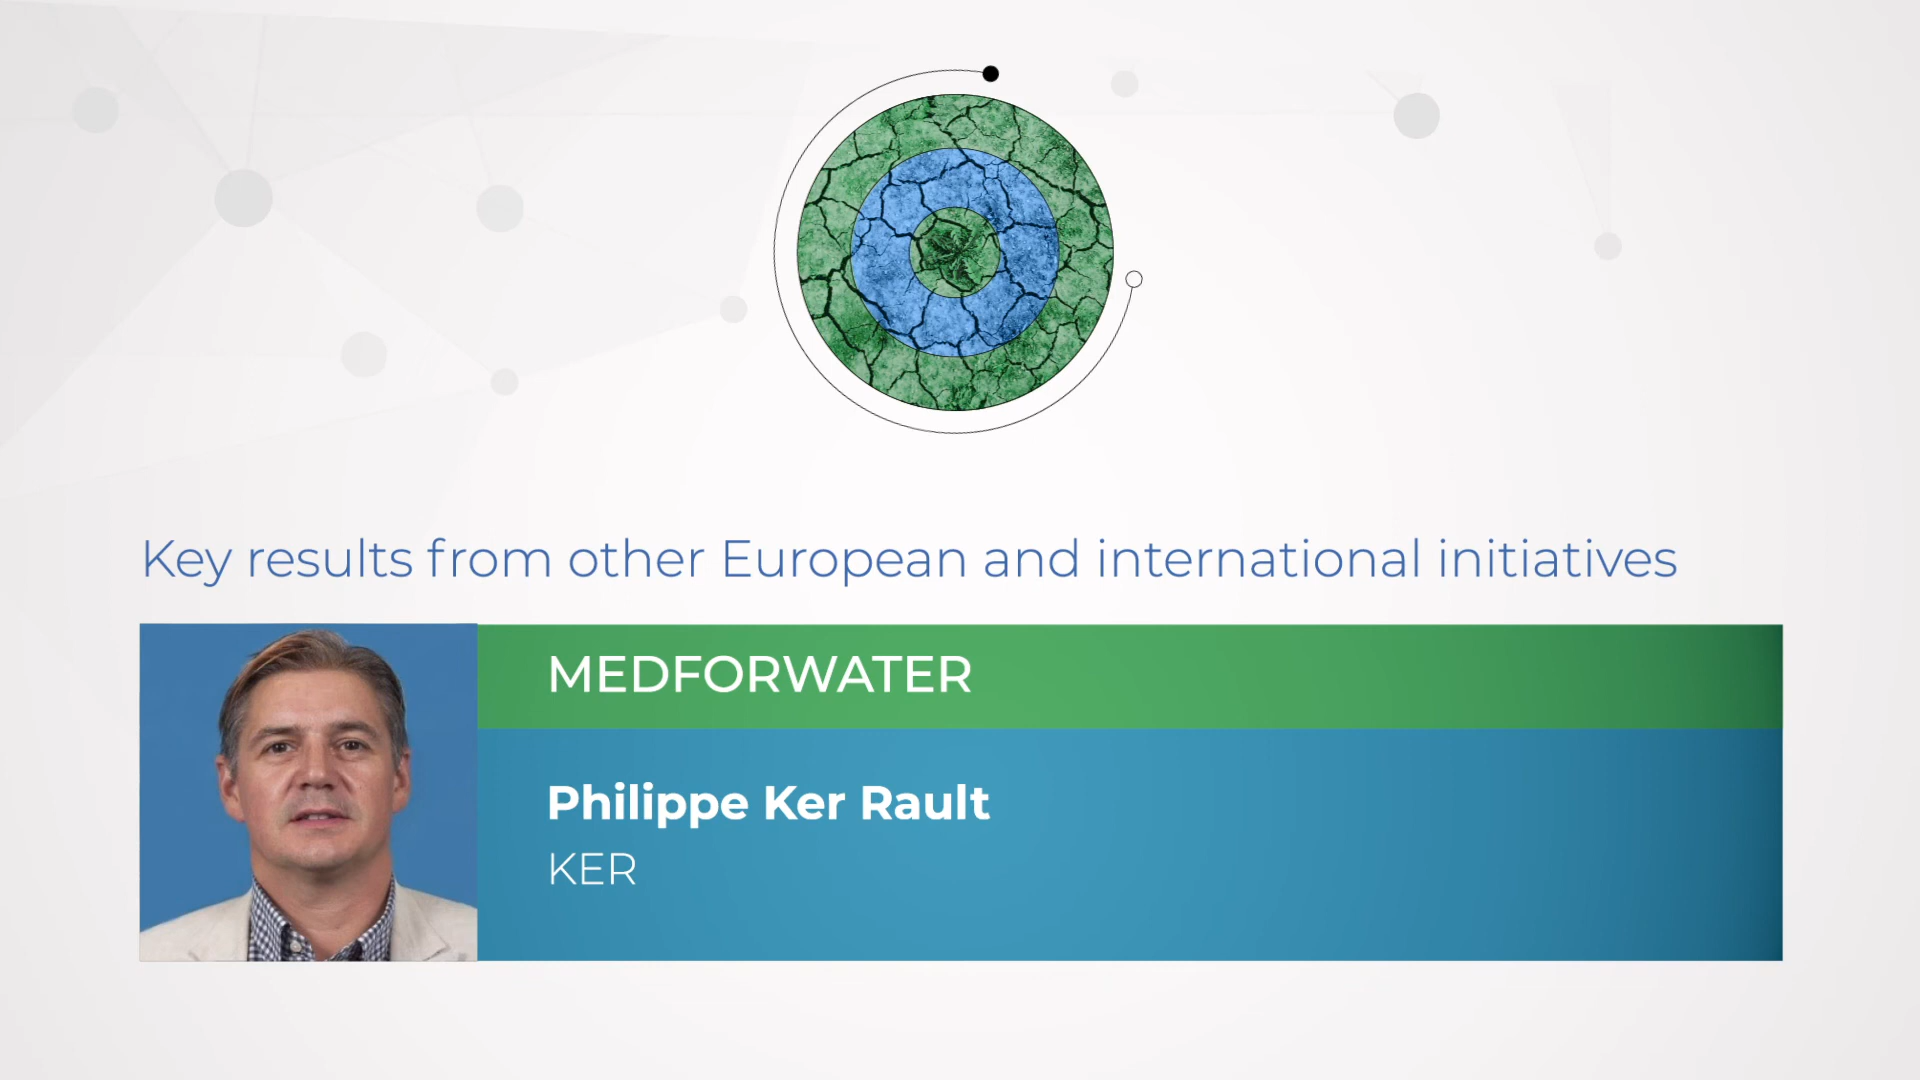 Key results from other European and international initiatives
MEDFORWATER
Philippe Ker Rault
KER